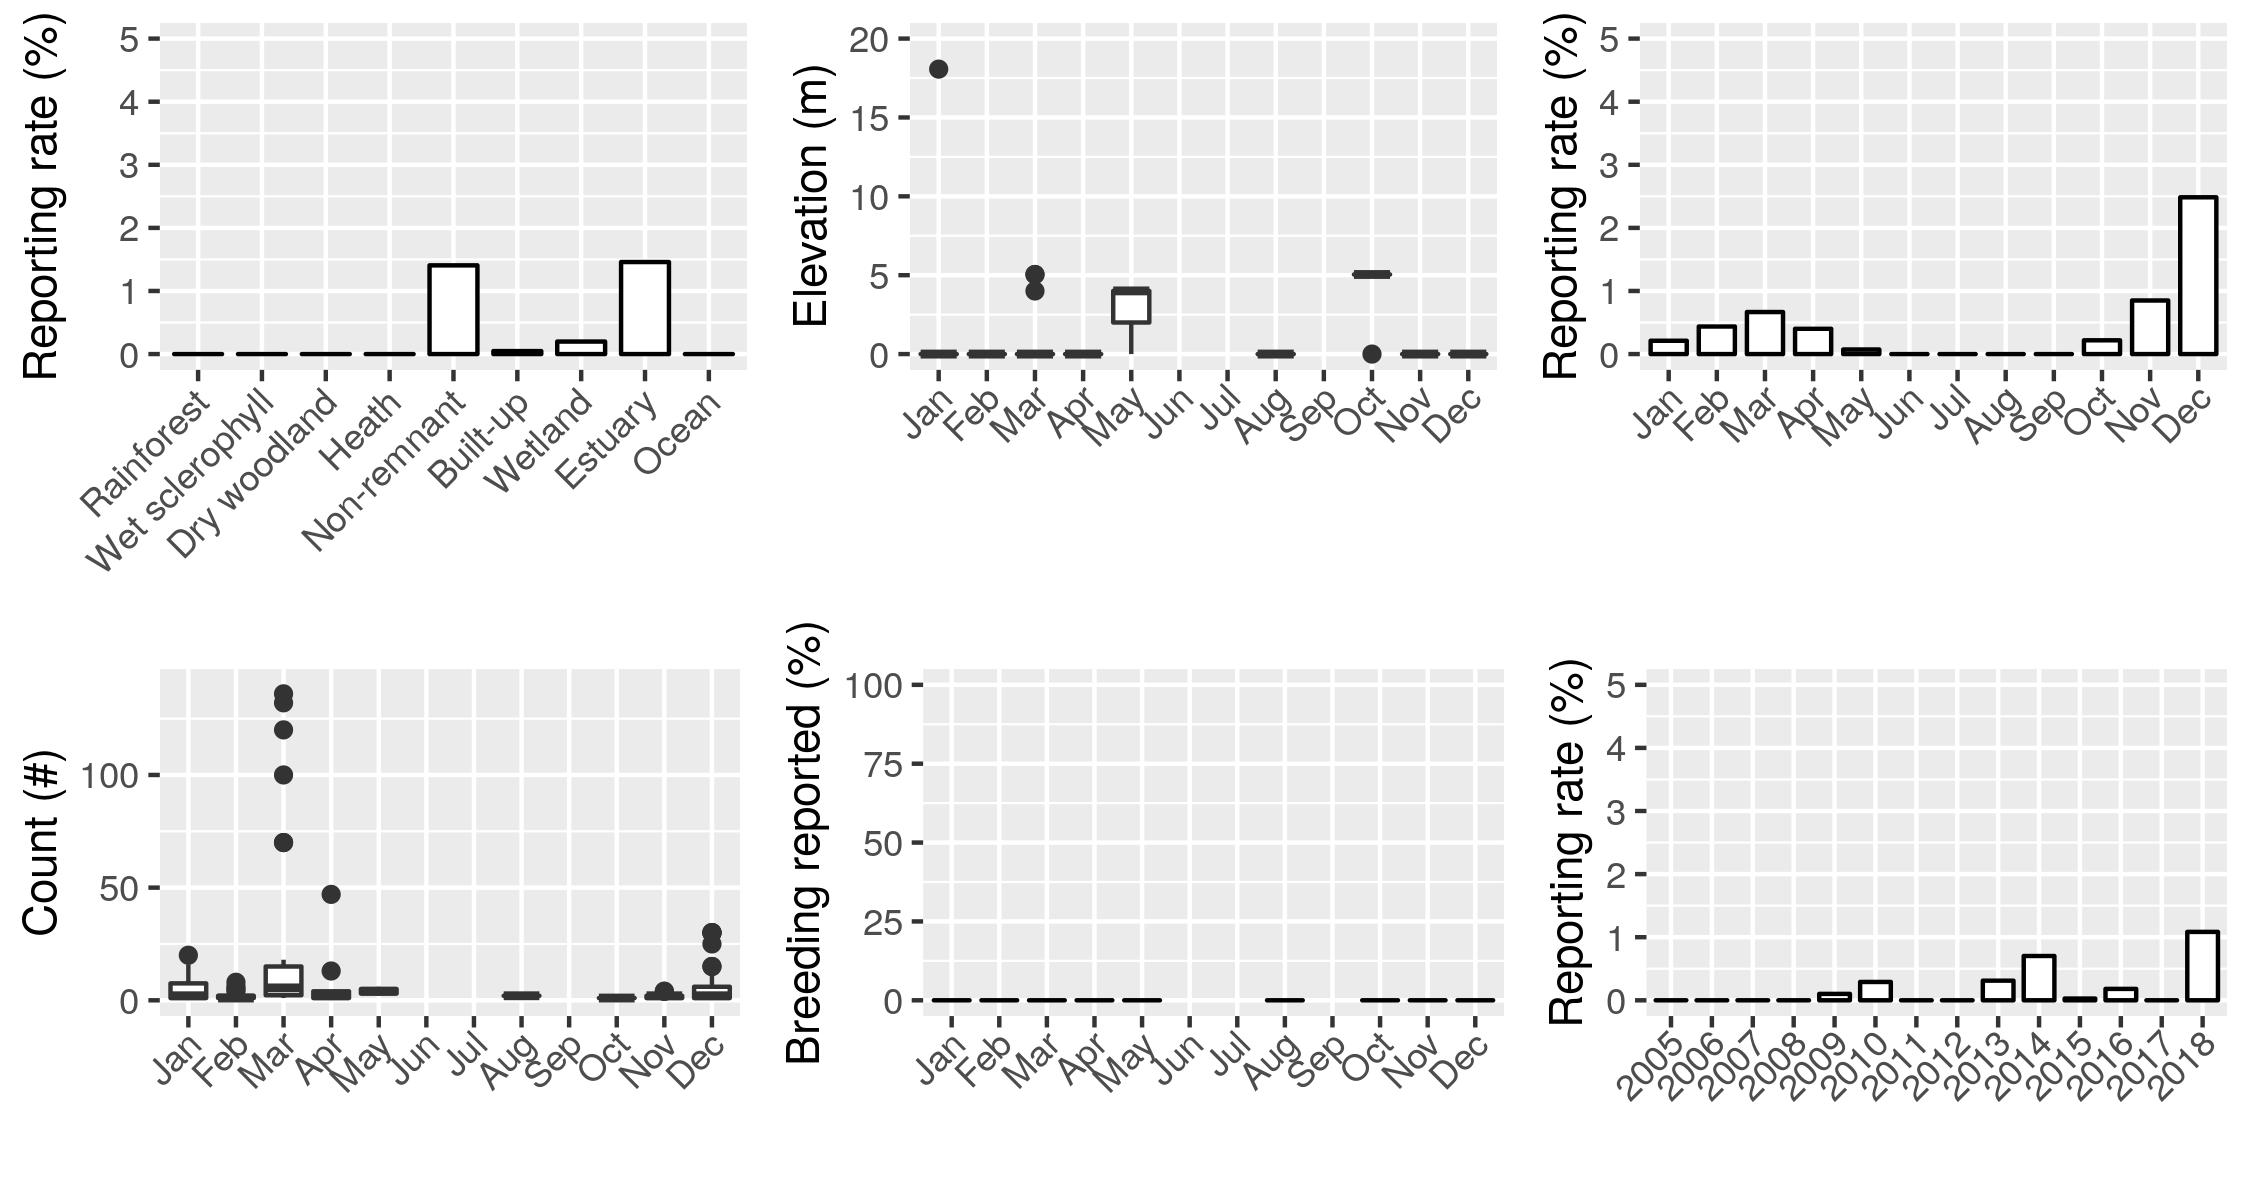 Reporting rate (%)
5
4
3
2
1
0
Rainforest
Wet sclerophyll
Dry woodland
Heath
Non-remnant
Built-up
Wetland
Estuary
Ocean
Elevation (m)
20
15
10
5
0
Jan
Feb
Mar
Apr
May
Jun
Jul
Aug
Sep
Oct
Nov
Dec
Reporting rate (%)
5
4
3
2
1
0
Jan
Feb
Mar
Apr
May
Jun
Jul
Aug
Sep
Oct
Nov
Dec
Count (#)
100
50
0
Jan
Feb
Mar
Apr
May
Jun
Jul
Aug
Sep
Oct
Nov
Dec
Breeding reported (%)
100
75
50
25
0
Jan
Feb
Mar
Apr
May
Jun
Jul
Aug
Sep
Oct
Nov
Dec
Reporting rate (%)
5
4
3
2
1
0
2005
2006
2007
2008
2009
2010
2011
2012
2013
2014
2015
2016
2017
2018